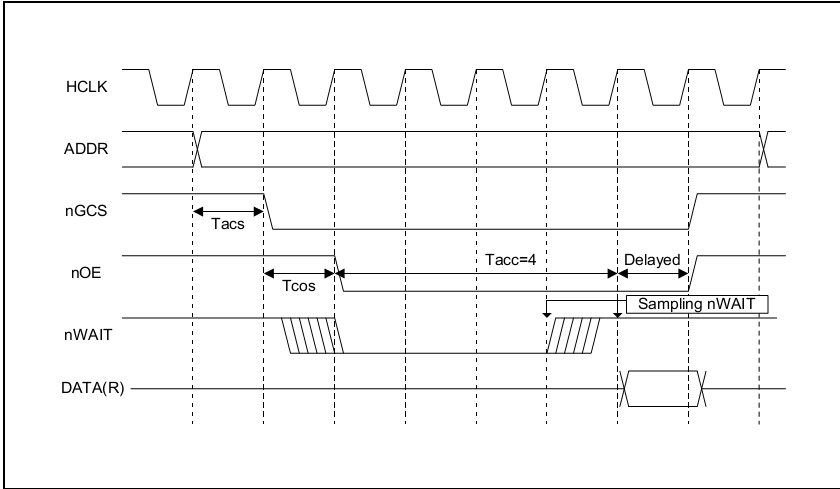 HCLK
ADDR
nGCS
Tacs
nOE
Tacc=4
Delayed
Tcos
Sampling nWAIT
nWAIT
DATA(R)